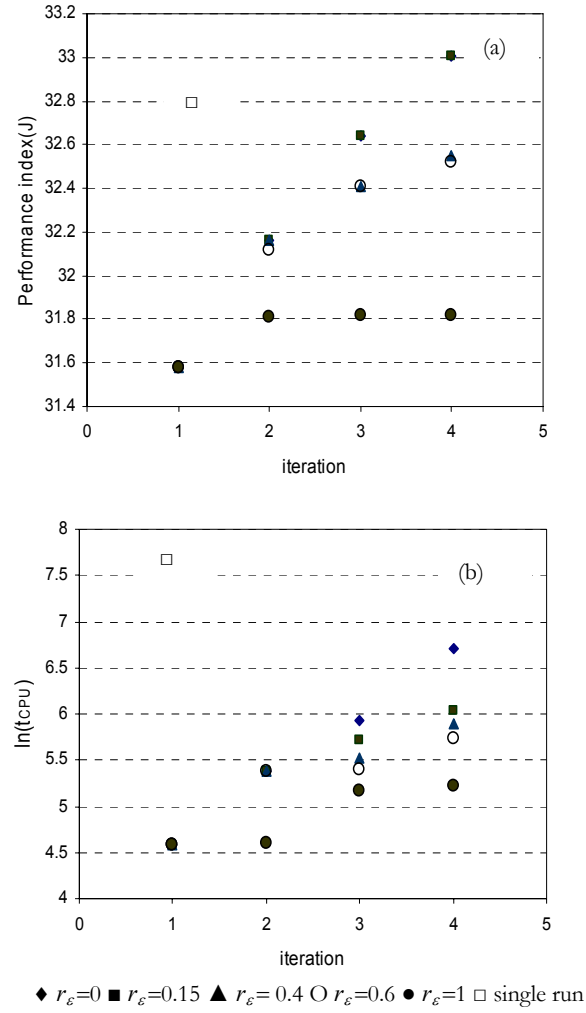 33.2
33
32.8
32.6
32.4
32.2
32
31.8
31.6
31.4
Performance index(J)
(a)
0 1 2 3 4 5
iteration
8
7.5
7
6.5
6
5.5
5
4.5
4
ln(tCPU)
(b)
0 1 2 3 4 5
iteration
♦ rε=0 ■ rε=0.15 ▲ rε= 0.4 O rε=0.6 ● rε=1 □ single run